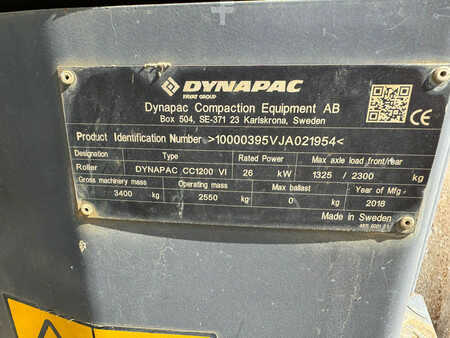 DYNAPAC
FAYAT GROUP
Dynapac Compaction Equipment AB
Box 504, SE-371 23 Karlskrona, Sweden
Product Identification Number >10000395VJA021954<
Designation Type Rated Power Max axle load front/rear
Roller DYNAPAC CC1200 VI 26 kW 1325 / 2300 kg
Gross machinery mass Operating mass Max ballast Year of Mfg
3400 kg 2550 kg 0 kg 2018
Made in Sweden
CE